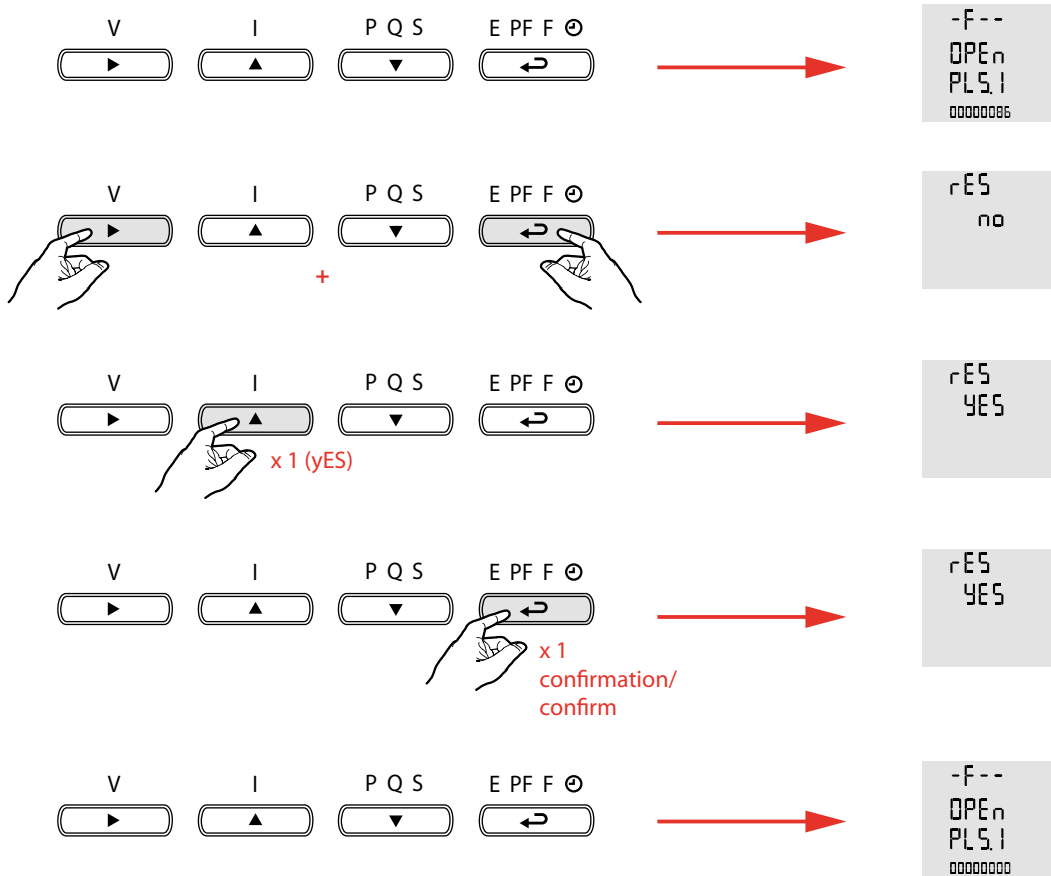 V I P Q S E PF F
-F--
OPEn
PLS.1
00000086
V I P Q S E PF F
+
rES
no
V I P Q S E PF F
x 1 (yES)
rES
YES
V I P Q S E PF F
x 1
confirmation/
confirm
rES
YES
V I P Q S E PF F
-F--
OPEn
PLS.1
00000000